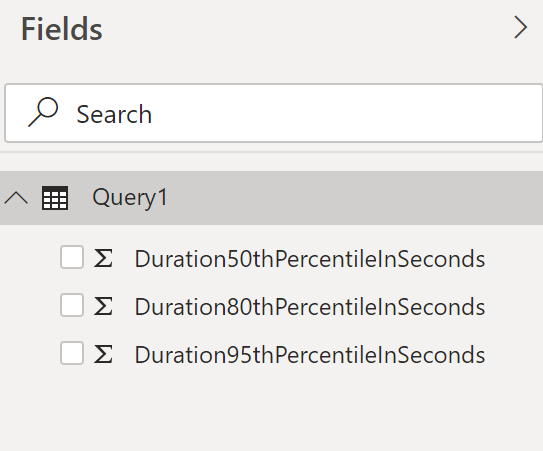 Fields
Search
Query1
Duration50thPercentileInSeconds
Duration80thPercentileInSeconds
Duration95thPercentileInSeconds